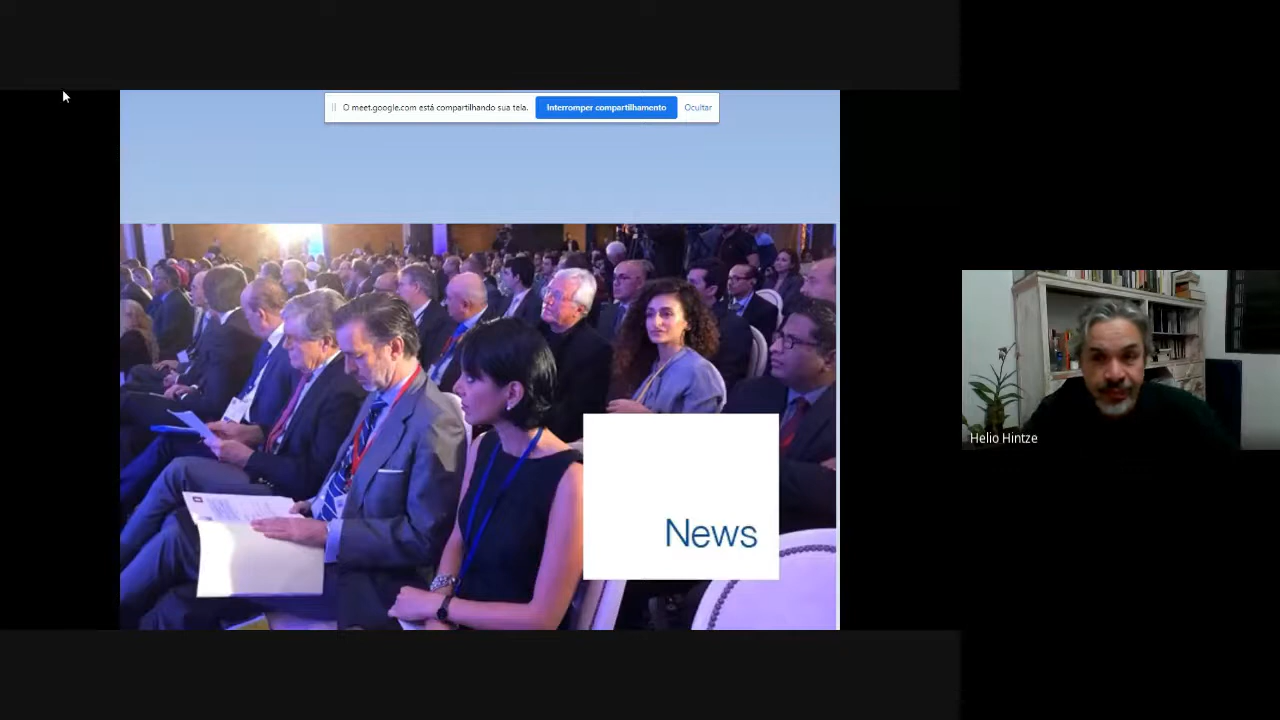 O meet.google.com está compartilhando sua tela.
Interromper compartilhamento
Ocultar
News
Helio Hintze